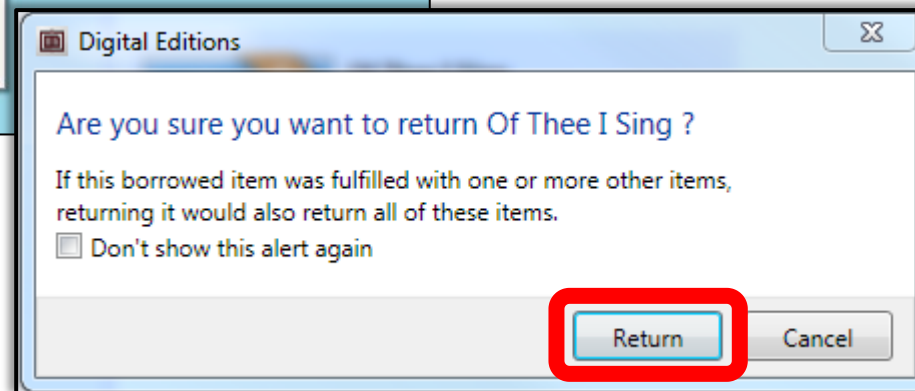 Digital Editions
Are you sure you want to return Of Thee I Sing ?
If this borrowed item was fulfilled with one or more other items,
returning it would also return all of these items.
Don't show this alert again
Return
Cancel